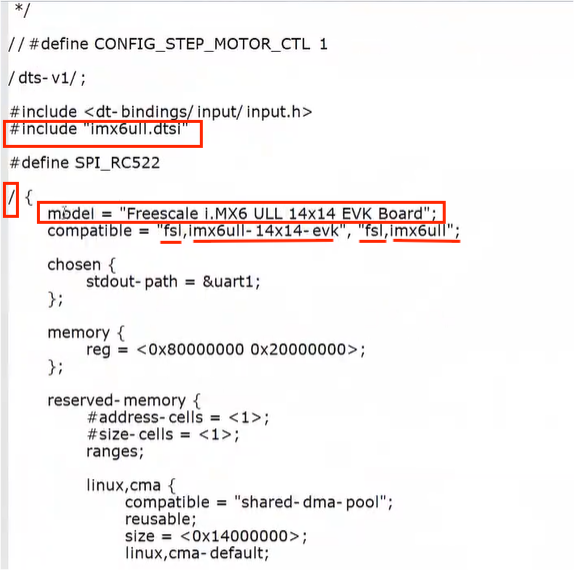 */
//#define CONFIG_STEP_MOTOR_CTL 1
/dts-v1/;
#include <dt-bindings/input/input.h>
#include "imx6ull.dtsi"
#define SPI_RC522
/ {
model = "Freescale i.MX6 ULL 14x14 EVK Board";
compatible = "fsl,imx6ull-14x14-evk", "fsl,imx6ull";
chosen {
stdout-path = &uart1;
};
memory {
reg = <0x80000000 0x20000000>;
};
reserved-memory {
#address-cells = <1>;
#size-cells = <1>;
ranges;
linux,cma {
compatible = "shared-dma-pool";
reusable;
size = <0x14000000>;
linux,cma-default;